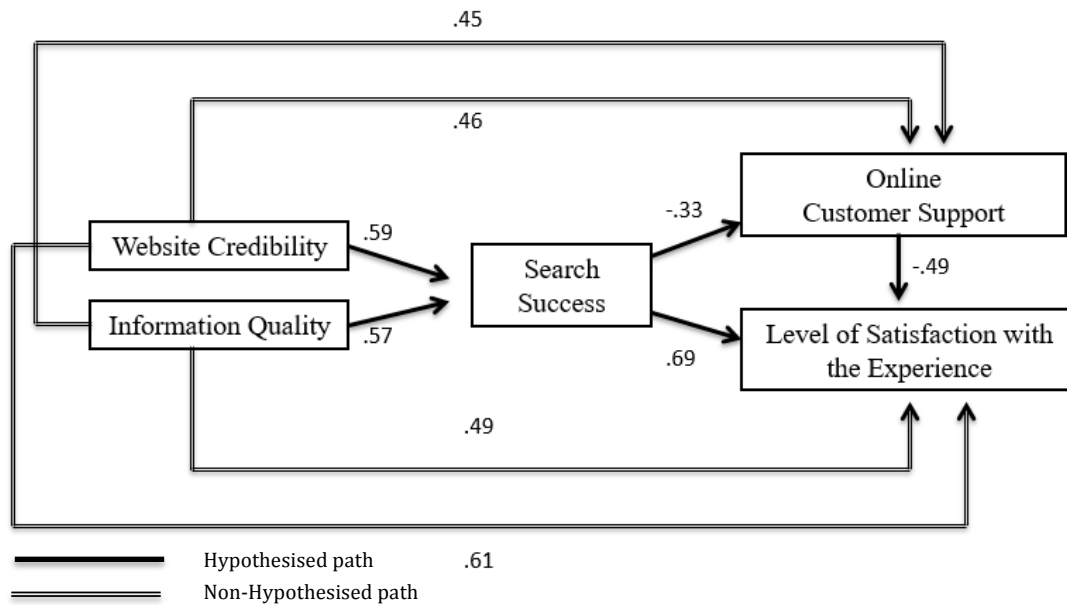 .45
.46
Online
Customer Support
-.33
Website Credibility
.59
Search
Success
-.49
Information Quality
.57
Level of Satisfaction with
the Experience
.69
.49
Hypothesised path
.61
Non-Hypothesised path